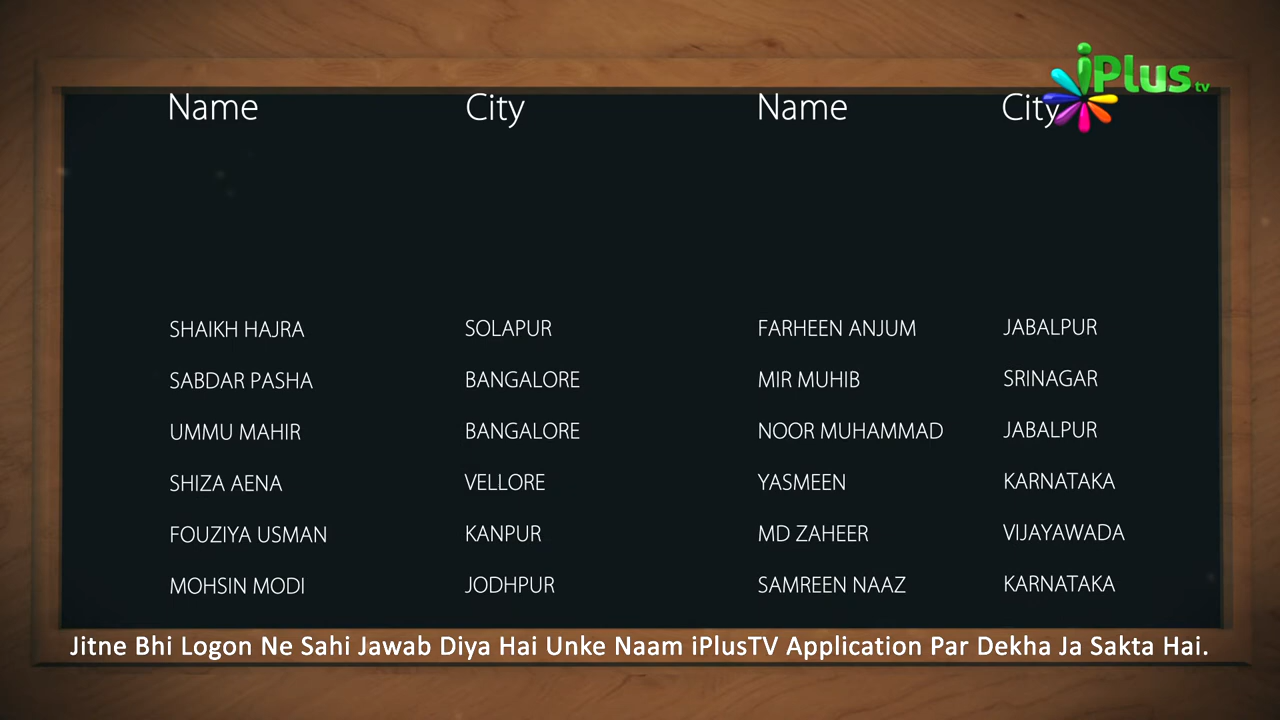 iPlus tv
Name City Name City
SHAIKH HAJRA SOLAPUR FARHEEN ANJUM JABALPUR
SABDAR PASHA BANGALORE MIR MUHIB SRINAGAR
UMMU MAHIR BANGALORE NOOR MUHAMMAD JABALPUR
SHIZA AENA VELLORE YASMEEN KARNATAKA
FOUZIYA USMAN KANPUR MD ZAHEER VIJAYAWADA
MOHSIN MODI JODHPUR SAMREEN NAAZ KARNATAKA
Jitne Bhi Logon Ne Sahi Jawab Diya Hai Unke Naam iPlusTV Application Par Dekha Ja Sakta Hai.